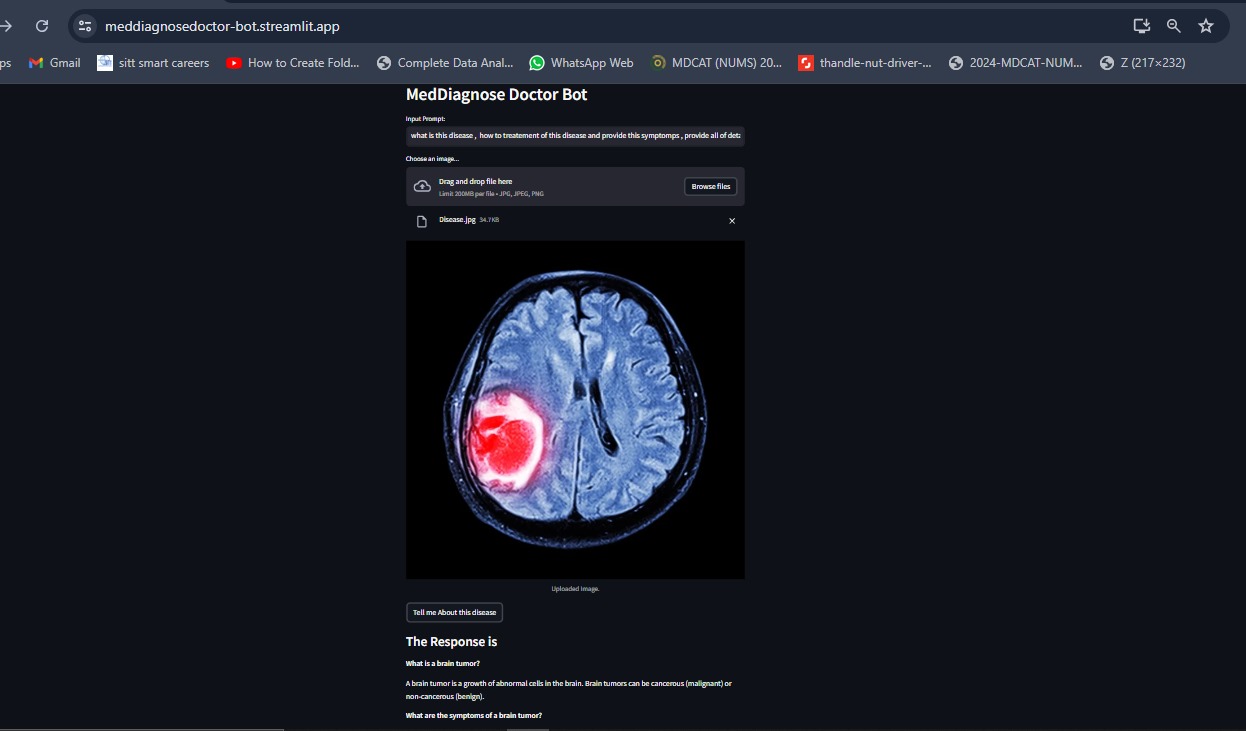 meddiagnosedoctor-bot.streamlit.app
ps Gmail sitt smart careers How to Create Fold... Complete Data Anal... WhatsApp Web MDCAT (NUMS) 20... thandle-nut-driver-... 2024-MDCAT-NUM... Z (217×232)
MedDiagnose Doctor Bot
Input Prompt:
what is this disease , how to treatement of this disease and provide this symptomps , provide all of deta
Choose an image...
Drag and drop file here
Limit 200MB per file • JPG, JPEG, PNG
Browse files
Disease.jpg 34.7KB
Uploaded Image.
Tell me About this disease
The Response is
What is a brain tumor?
A brain tumor is a growth of abnormal cells in the brain. Brain tumors can be cancerous (malignant) or
non-cancerous (benign).
What are the symptoms of a brain tumor?